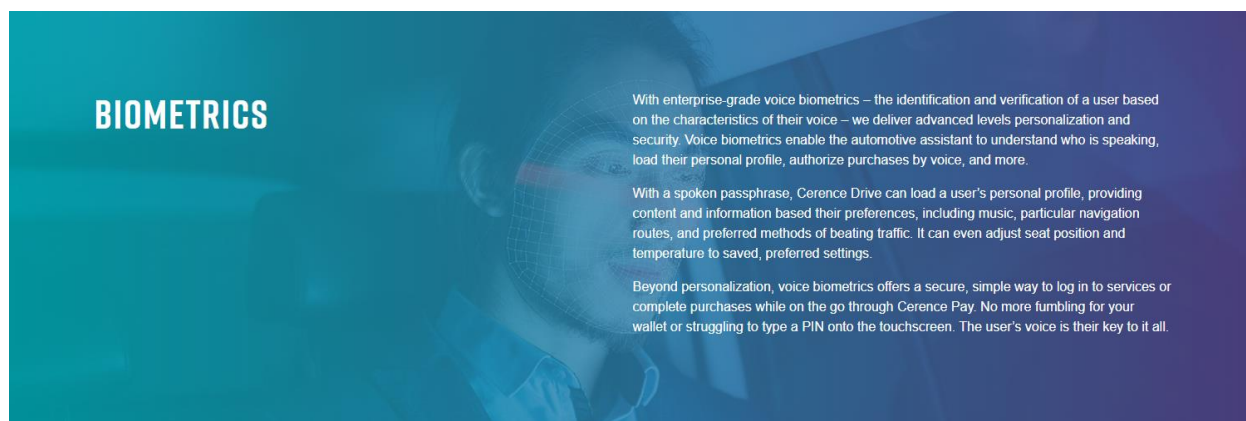 BIOMETRICS
With enterprise-grade voice biometrics – the identification and verification of a user based
on the characteristics of their voice – we deliver advanced levels personalization and
security. Voice biometrics enable the automotive assistant to understand who is speaking,
load their personal profile, authorize purchases by voice, and more.
With a spoken passphrase, Cerence Drive can load a user's personal profile, providing
content and information based their preferences, including music, particular navigation
routes, and preferred methods of beating traffic. It can even adjust seat position and
temperature to saved, preferred settings.
Beyond personalization, voice biometrics offers a secure, simple way to log in to services or
complete purchases while on the go through Cerence Pay. No more fumbling for your
wallet or struggling to type a PIN onto the touchscreen. The user's voice is their key to it all.